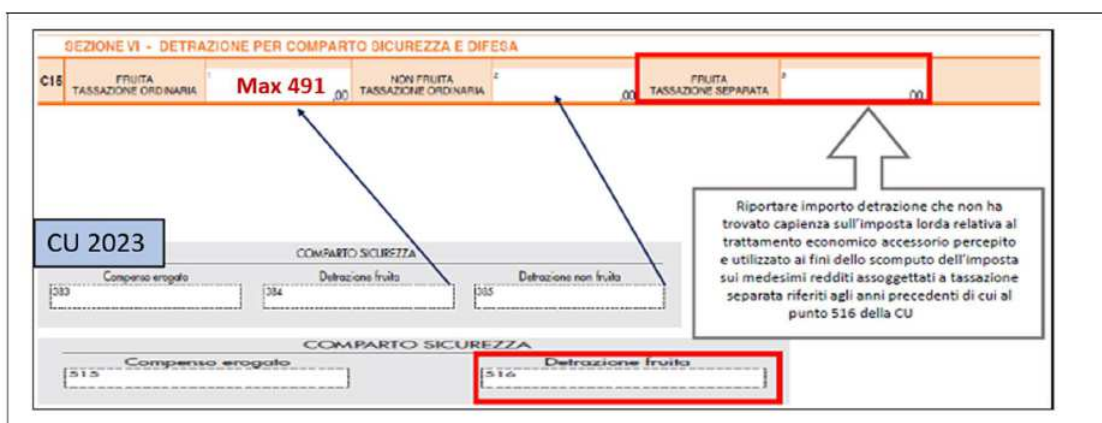 SEZIONE VI - DETRAZIONE PER COMPARTO SICUREZZA E DIFESA
C15 FRUITA TASSAZIONE ORDINARIA 1 Max 491 ,00 NON FRUITA TASSAZIONE ORDINARIA 2 ,00 FRUITA TASSAZIONE SEPARATA 3 ,00
Riportare importo detrazione che non ha
trovato capienza sull'imposta lorda relativa al
trattamento economico accessorio percepito
e utilizzato ai fini dello scomputo dell'imposta
sui medesimi redditi assoggettati a tassazione
separata riferiti agli anni precedenti di cui al
punto 516 della CU
CU 2023
COMPARTO SICUREZZA
Compenso erogato Detrazione fruita Detrazione non fruita
383 384 385
COMPARTO SICUREZZA
Compenso erogato Detrazione fruita
515 516